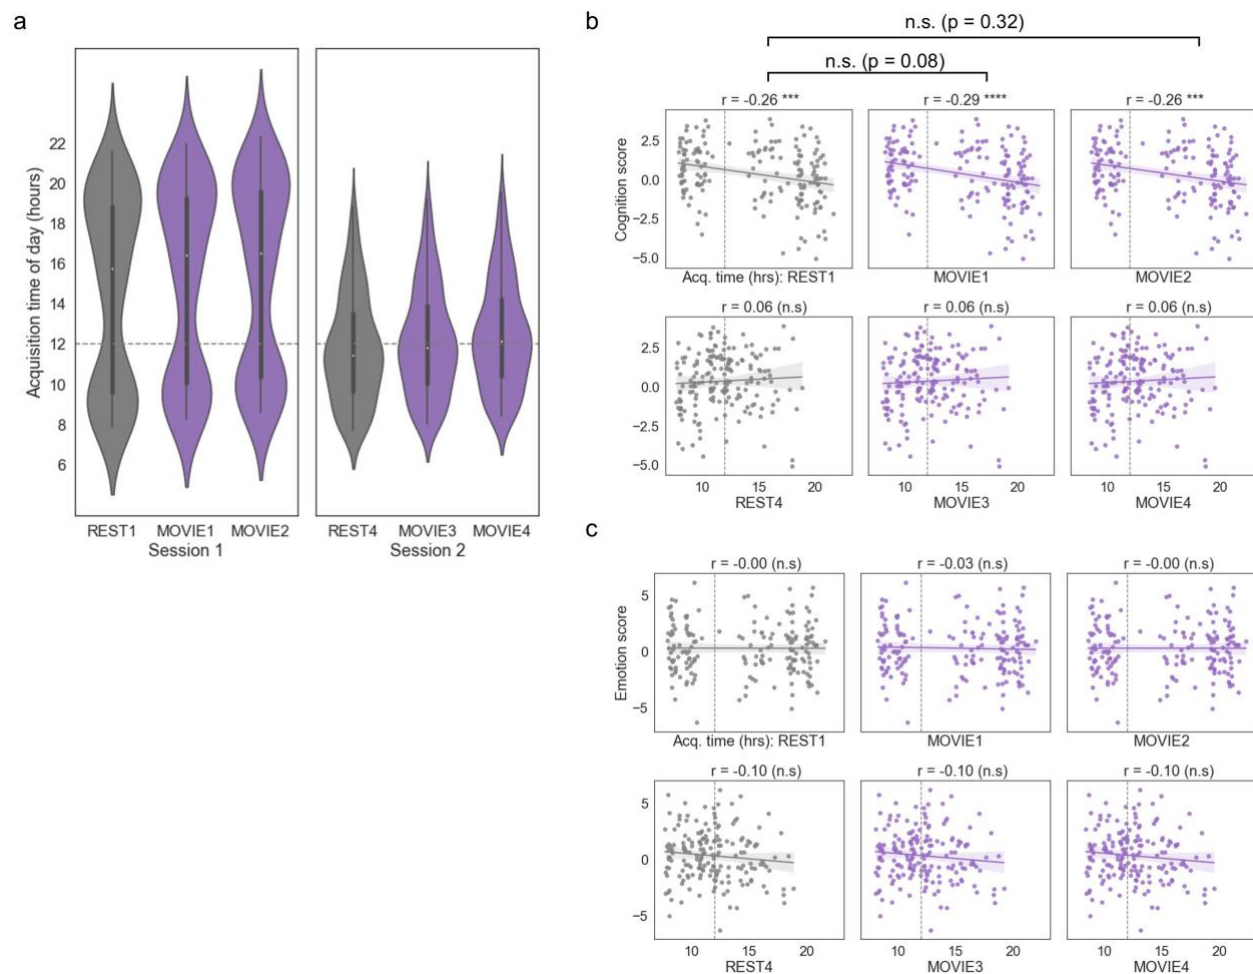 a
Acquisition time of day (hours)
22
20
18
16
14
12
10
8
6
REST1 MOVIE1 MOVIE2
Session 1
REST4 MOVIE3 MOVIE4
Session 2
b
n.s. (p = 0.32)
n.s. (p = 0.08)
r = -0.26 *** r = -0.29 **** r = -0.26 ***
Cognition score
2.5
0.0
−2.5
−5.0
Acq. time (hrs): REST1 MOVIE1 MOVIE2
r = 0.06 (n.s) r = 0.06 (n.s) r = 0.06 (n.s)
2.5
0.0
−2.5
−5.0
10 15 20 10 15 20 10 15 20
REST4 MOVIE3 MOVIE4
c
r = -0.00 (n.s) r = -0.03 (n.s) r = -0.00 (n.s)
Emotion score
5
0
−5
Acq. time (hrs): REST1 MOVIE1 MOVIE2
r = -0.10 (n.s) r = -0.10 (n.s) r = -0.10 (n.s)
5
0
−5
10 15 20 10 15 20 10 15 20
REST4 MOVIE3 MOVIE4